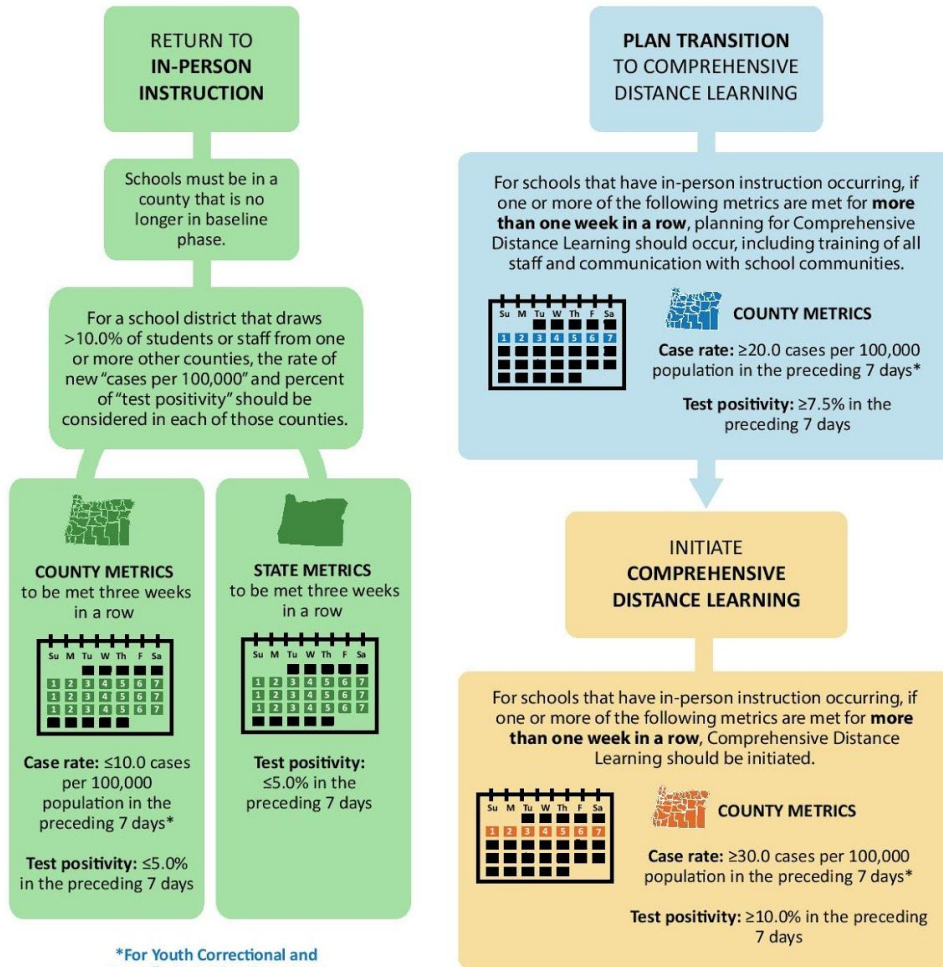 RETURN TO
IN-PERSON
INSTRUCTION
Schools must be in a
county that is no
longer in baseline
phase.
For a school district that draws
>10.0% of students or staff from one
or more other counties, the rate of
new “cases per 100,000” and percent
of “test positivity” should be
considered in each of those counties.
COUNTY METRICS
to be met three weeks
in a row
Su M Tu W Th F Sa
1 2 3 4 5 6 7
1 2 3 4 5 6 7
1 2 3 4 5 6 7
Case rate: ≤10.0 cases
per 100,000
population in the
preceding 7 days*
Test positivity: ≤5.0%
in the preceding 7 days
STATE METRICS
to be met three weeks
in a row
Su M Tu W Th F Sa
1 2 3 4 5 6 7
1 2 3 4 5 6 7
1 2 3 4 5 6 7
Test positivity:
≤5.0% in the
preceding 7 days
*For Youth Correctional and
PLAN TRANSITION
TO COMPREHENSIVE
DISTANCE LEARNING
For schools that have in-person instruction occurring, if
one or more of the following metrics are met for more
than one week in a row, planning for Comprehensive
Distance Learning should occur, including training of all
staff and communication with school communities.
Su M Tu W Th F Sa
1 2 3 4 5 6 7
COUNTY METRICS
Case rate: ≥20.0 cases per 100,000
population in the preceding 7 days*
Test positivity: ≥7.5% in the
preceding 7 days
INITIATE
COMPREHENSIVE
DISTANCE LEARNING
For schools that have in-person instruction occurring, if
one or more of the following metrics are met for more
than one week in a row, Comprehensive Distance
Learning should be initiated.
Su M Tu W Th F Sa
1 2 3 4 5 6 7
COUNTY METRICS
Case rate: ≥30.0 cases per 100,000
population in the preceding 7 days*
Test positivity: ≥10.0% in the preceding
7 days